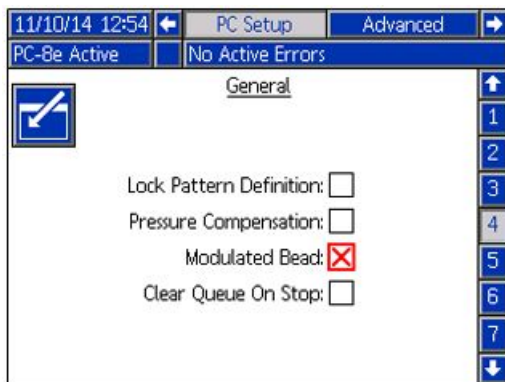 11/10/14 12:54 PC Setup Advanced
PC-8e Active No Active Errors
General
1
2
Lock Pattern Definition: 3
Pressure Compensation: 4
Modulated Bead: 5
Clear Queue On Stop: 6
7